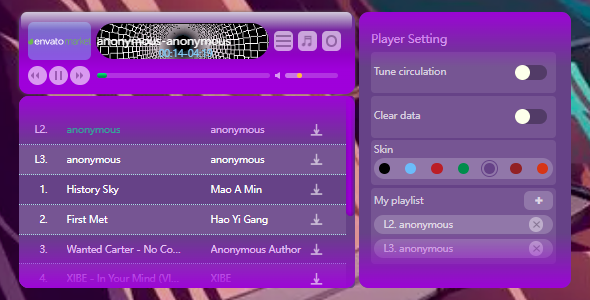 envato market
anonymous-anonymous
00:14-04:15
L2. anonymous anonymous
L3. anonymous anonymous
1. History Sky Mao A Min
2. First Met Hao Yi Gang
3. Wanted Carter - No Co... Anonymous Author
4. XIBE - In Your Mind (VI... XIBE
Player Setting
Tune circulation
Clear data
Skin
My playlist +
L2. anonymous
L3. anonymous